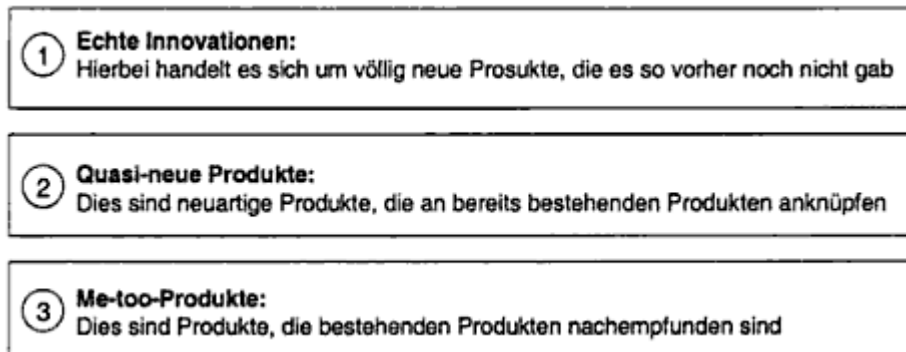 1 Echte Innovationen:
Hierbei handelt es sich um völlig neue Prosukte, die es so vorher noch nicht gab
2 Quasi-neue Produkte:
Dies sind neuartige Produkte, die an bereits bestehenden Produkten anknüpfen
3 Me-too-Produkte:
Dies sind Produkte, die bestehenden Produkten nachempfunden sind